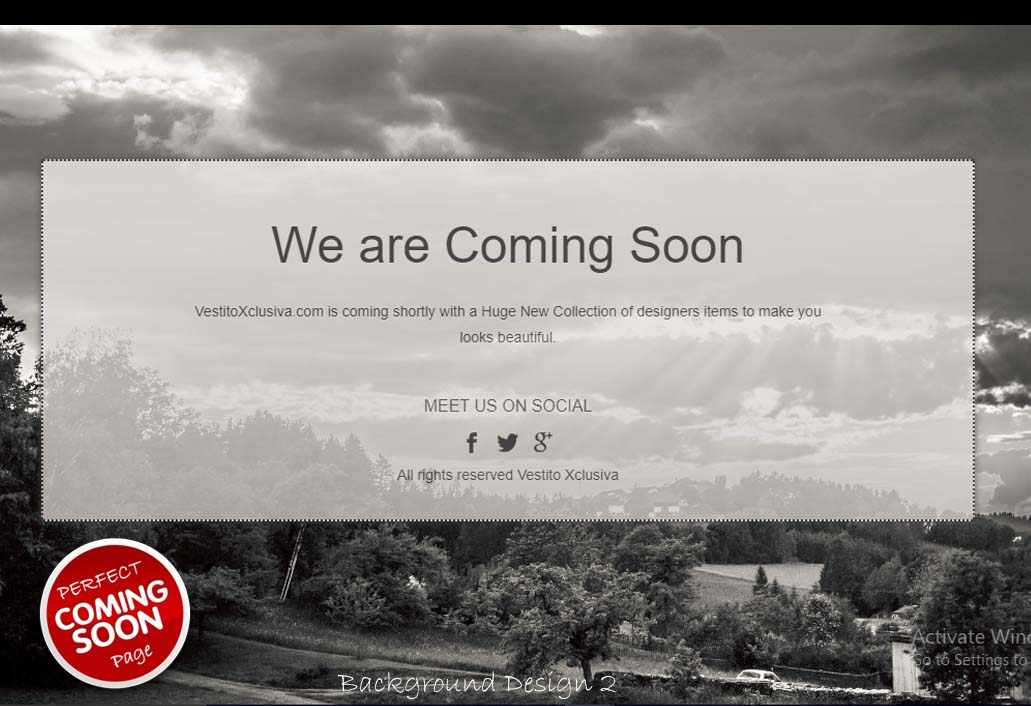 We are Coming Soon
VestitoXclusiva.com is coming shortly with a Huge New Collection of designers items to make you
looks beautiful.
MEET US ON SOCIAL
All rights reserved Vestito Xclusiva
PERFECT
COMING
SOON
page
Activate Win
Go to Settings to
Background Design 2